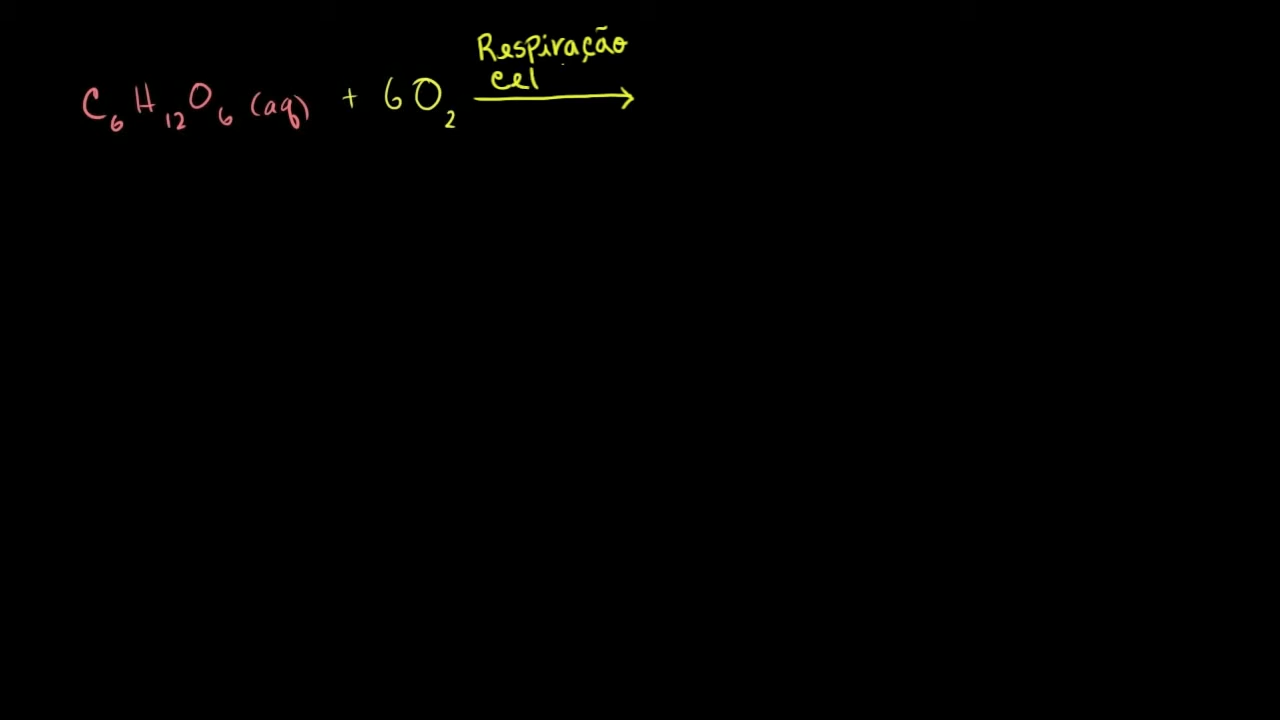 Respiração
cel
C₆H₁₂O₆ (aq) + 6O₂ →